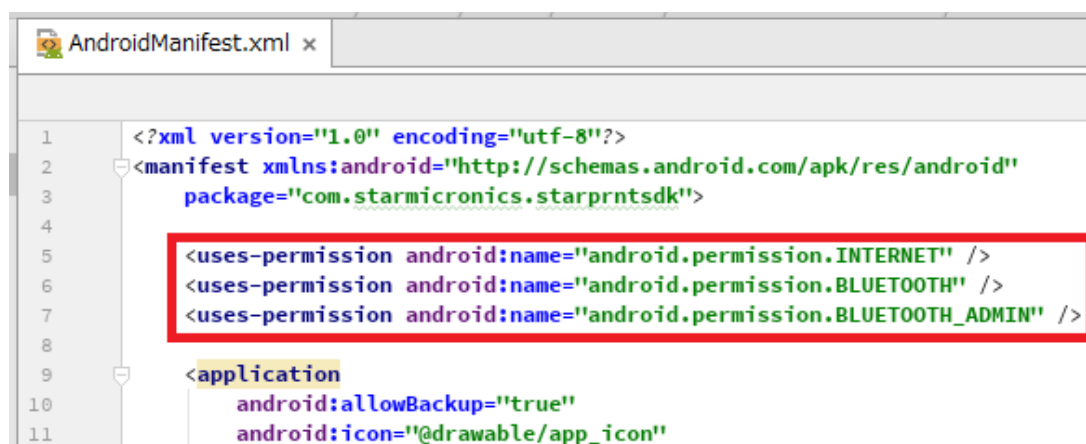 AndroidManifest.xml ×
1 <?xml version="1.0" encoding="utf-8"?>
2 <manifest xmlns:android="http://schemas.android.com/apk/res/android"
3 package="com.starmicronics.starprntsdk">
4
5 <uses-permission android:name="android.permission.INTERNET" />
6 <uses-permission android:name="android.permission.BLUETOOTH" />
7 <uses-permission android:name="android.permission.BLUETOOTH_ADMIN" />
8
9 <application
10 android:allowBackup="true"
11 android:icon="@drawable/app_icon"